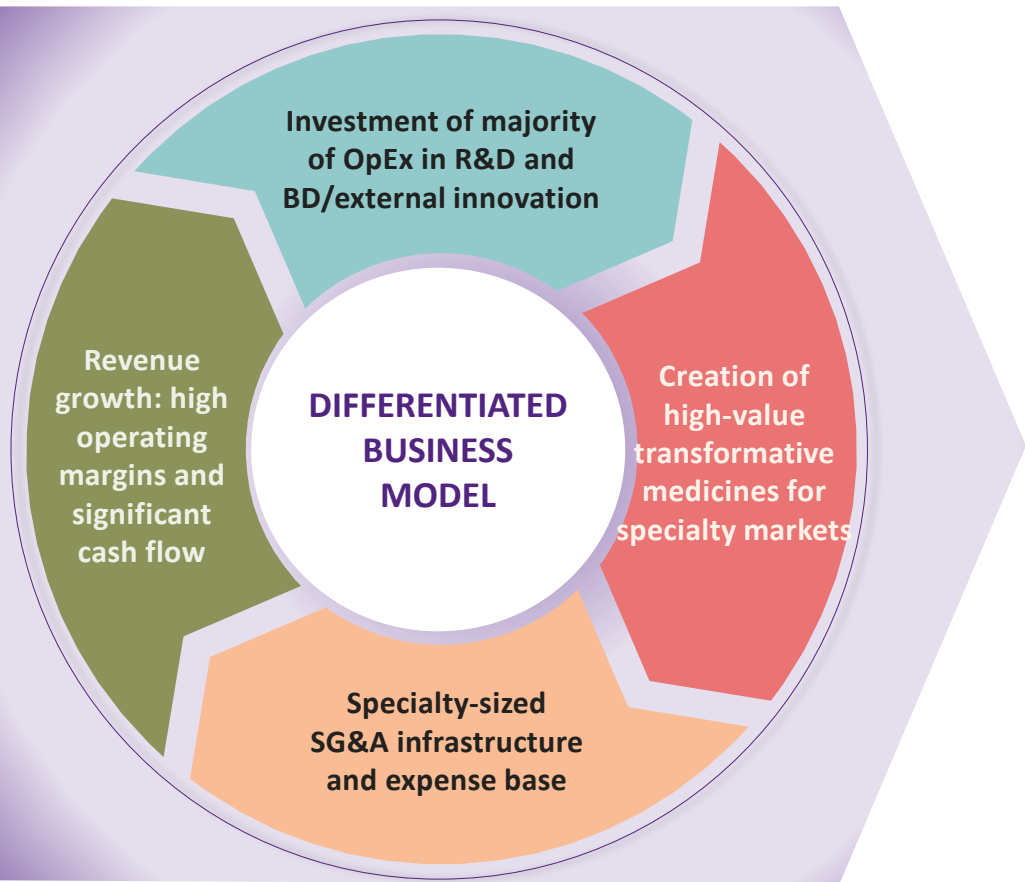 Investment of majority
of OpEx in R&D and
BD/external innovation
Creation of
high-value
transformative
medicines for
specialty markets
Specialty-sized
SG&A infrastructure
and expense base
Revenue
growth: high
operating
margins and
significant
cash flow
DIFFERENTIATED
BUSINESS
MODEL